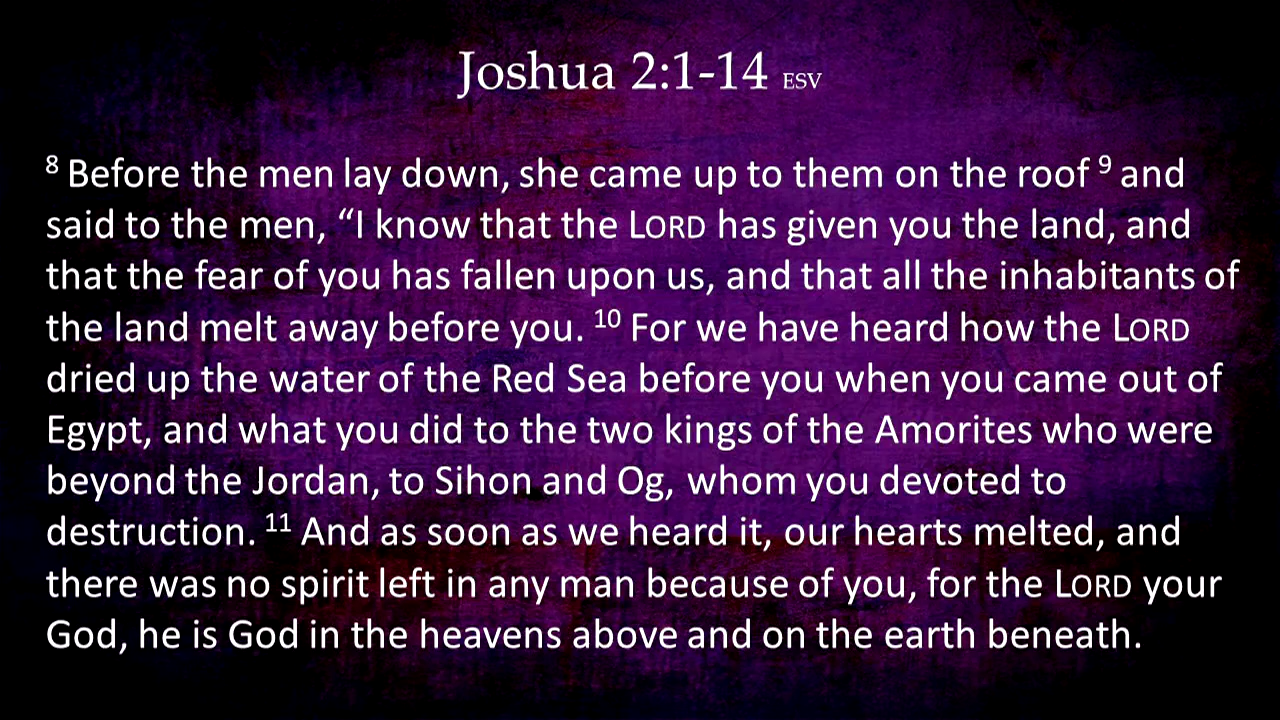 Joshua 2:1-14 ESV
8 Before the men lay down, she came up to them on the roof 9 and
said to the men, “I know that the LORD has given you the land, and
that the fear of you has fallen upon us, and that all the inhabitants of
the land melt away before you. 10 For we have heard how the LORD
dried up the water of the Red Sea before you when you came out of
Egypt, and what you did to the two kings of the Amorites who were
beyond the Jordan, to Sihon and Og, whom you devoted to
destruction. 11 And as soon as we heard it, our hearts melted, and
there was no spirit left in any man because of you, for the LORD your
God, he is God in the heavens above and on the earth beneath.